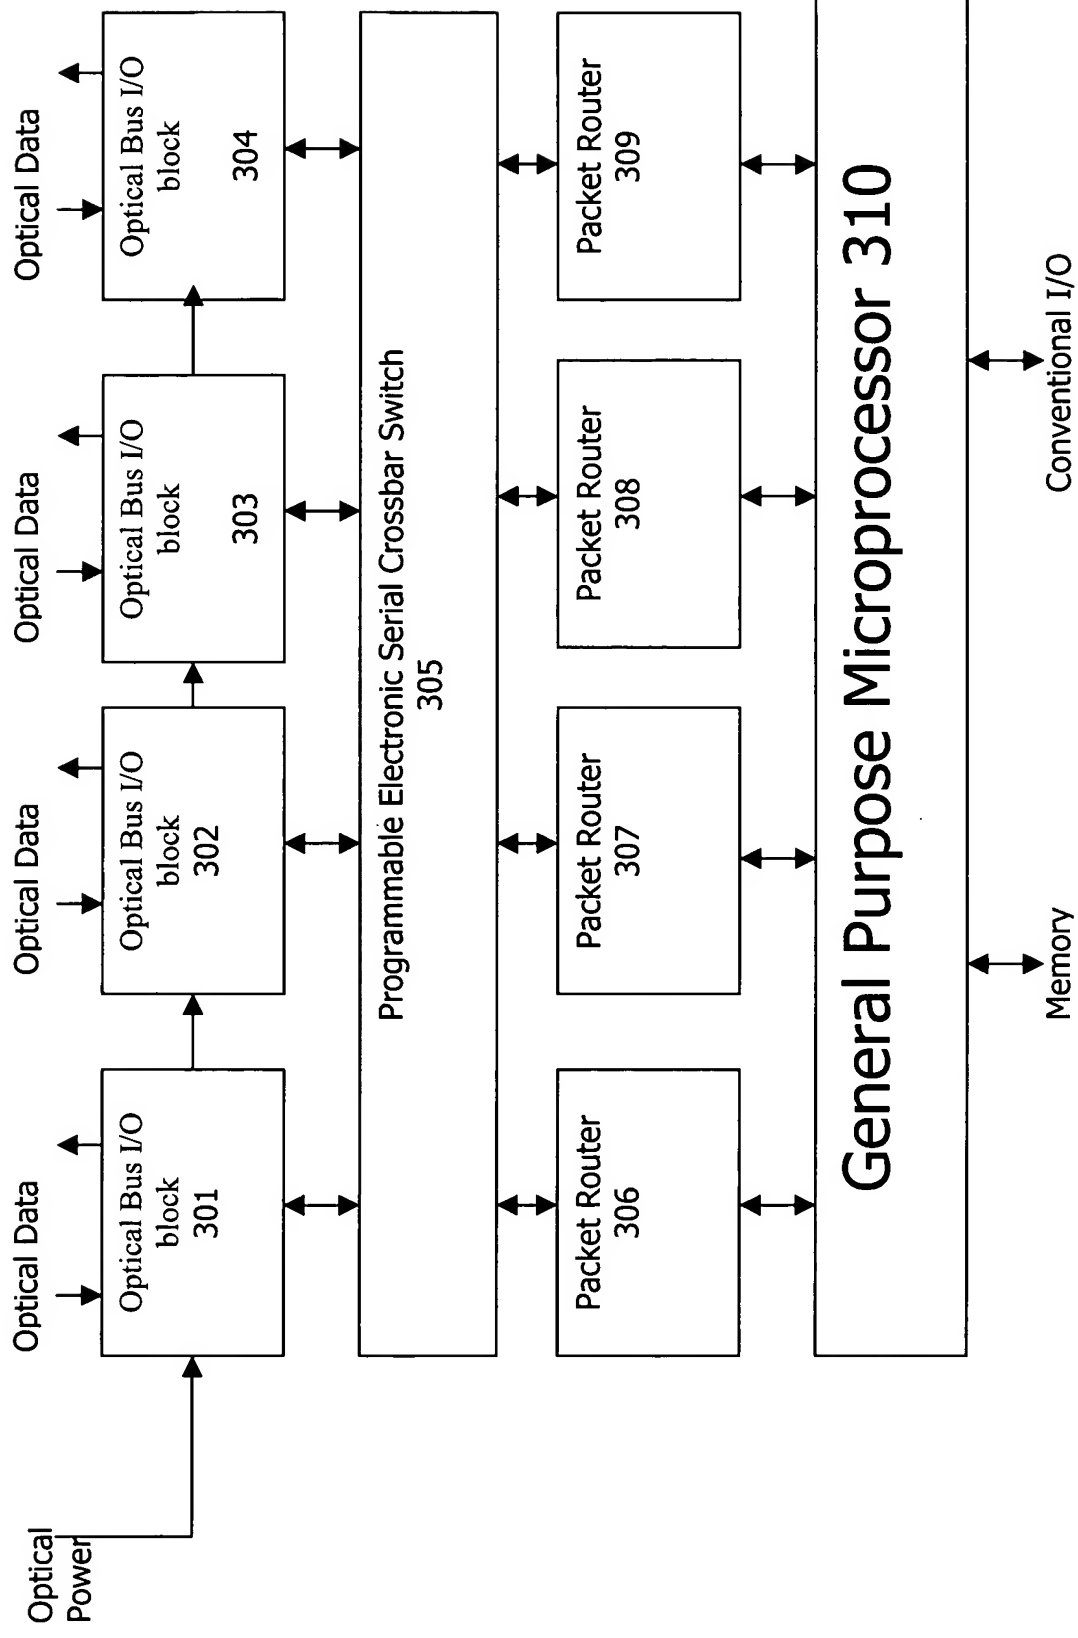 Optical
Power
Optical Data
Optical Data
Optical Data
Optical Data
Optical Bus I/O
block
301
Optical Bus I/O
block
302
Optical Bus I/O
block
303
Optical Bus I/O
block
304
Programmable Electronic Serial Crossbar Switch
305
Packet Router
306
Packet Router
307
Packet Router
308
Packet Router
309
General Purpose Microprocessor 310
Memory
Conventional I/O